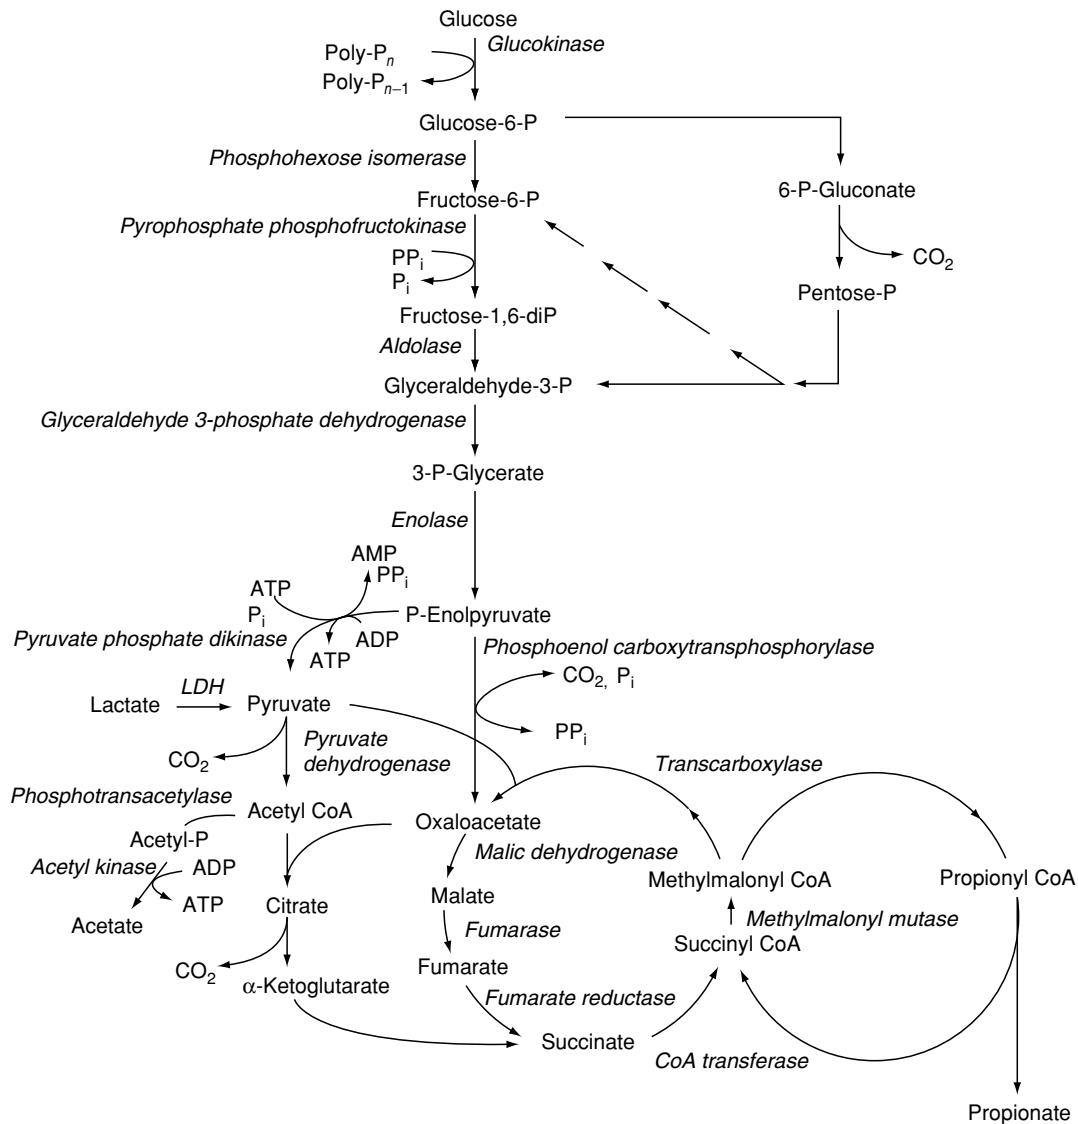 Glucose
Glucokinase
Poly-Pn
Poly-Pn−1
Glucose-6-P
Phosphohexose isomerase
6-P-Gluconate
Fructose-6-P
Pyrophosphate phosphofructokinase
PPi
CO2
Pi
Pentose-P
Fructose-1,6-diP
Aldolase
Glyceraldehyde-3-P
Glyceraldehyde 3-phosphate dehydrogenase
3-P-Glycerate
Enolase
AMP
PPi
ATP
Pi
P-Enolpyruvate
Pyruvate phosphate dikinase
ADP
ATP
Phosphoenol carboxytransphosphorylase
CO2, Pi
LDH
Lactate
Pyruvate
PPi
CO2
Pyruvate
dehydrogenase
Transcarboxylase
Phosphotransacetylase
Acetyl CoA
Oxaloacetate
Acetyl-P
Malic dehydrogenase
Acetyl kinase
ADP
Methylmalonyl CoA
Propionyl CoA
Malate
ATP
Citrate
Acetate
Methylmalonyl mutase
Fumarase
Succinyl CoA
CO2
Fumarate
α-Ketoglutarate
Fumarate reductase
Succinate
CoA transferase
Propionate